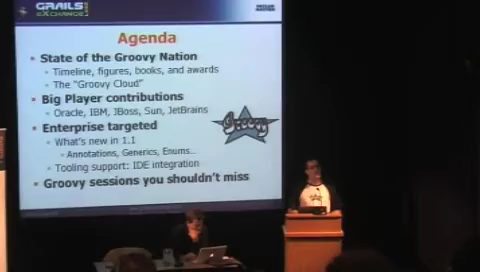 GRAILS
eXchange
Agenda
• State of the Groovy Nation
• Timeline, figures, books, and awards
• The "Groovy Cloud"
• Big Player contributions
• Oracle, IBM, JBoss, Sun, JetBrains
• Enterprise targeted
• What's new in 1.1
• Annotations, Generics, Enums...
• Tooling support: IDE integration
• Groovy sessions you shouldn't miss
Groovy